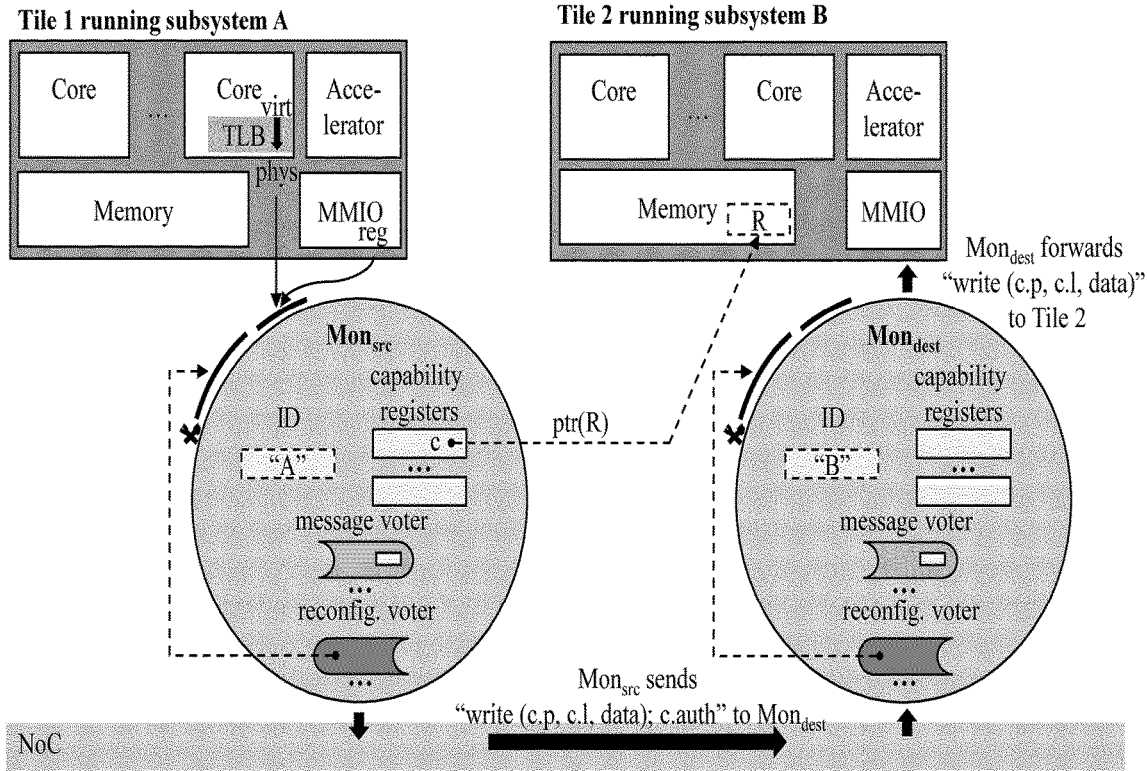 Tile 1 running subsystem A
Core
...
Core
virt
TLB
phys
Acce-
lerator
Memory
MMIO
reg
Tile 2 running subsystem B
Core
...
Core
Acce-
lerator
Memory
R
MMIO
Mon_dest forwards
“write (c.p, c.l, data)”
to Tile 2
Mon_src
capability
registers
ID
c
“A”
...
message voter
...
reconfig. voter
...
ptr(R)
Mon_dest
capability
registers
ID
“B”
...
message voter
...
reconfig. voter
...
Mon_src sends
“write (c.p, c.l, data); c.auth” to Mon_dest
NoC